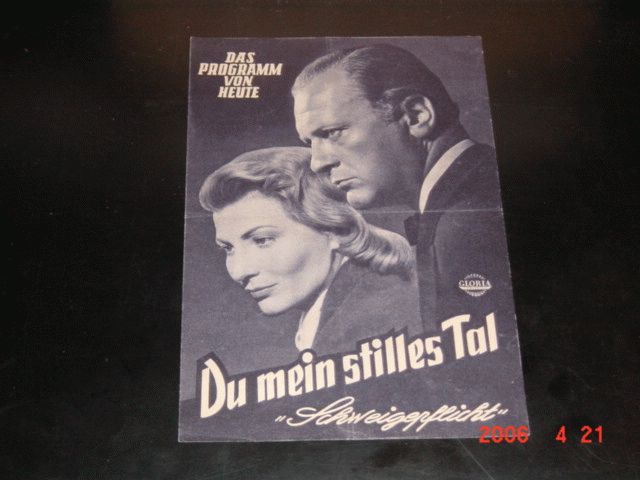 DAS
PROGRAMM
VON
HEUTE
GLORIA
Du mein stilles Tal
"Schweigepflicht"
2006 4 21